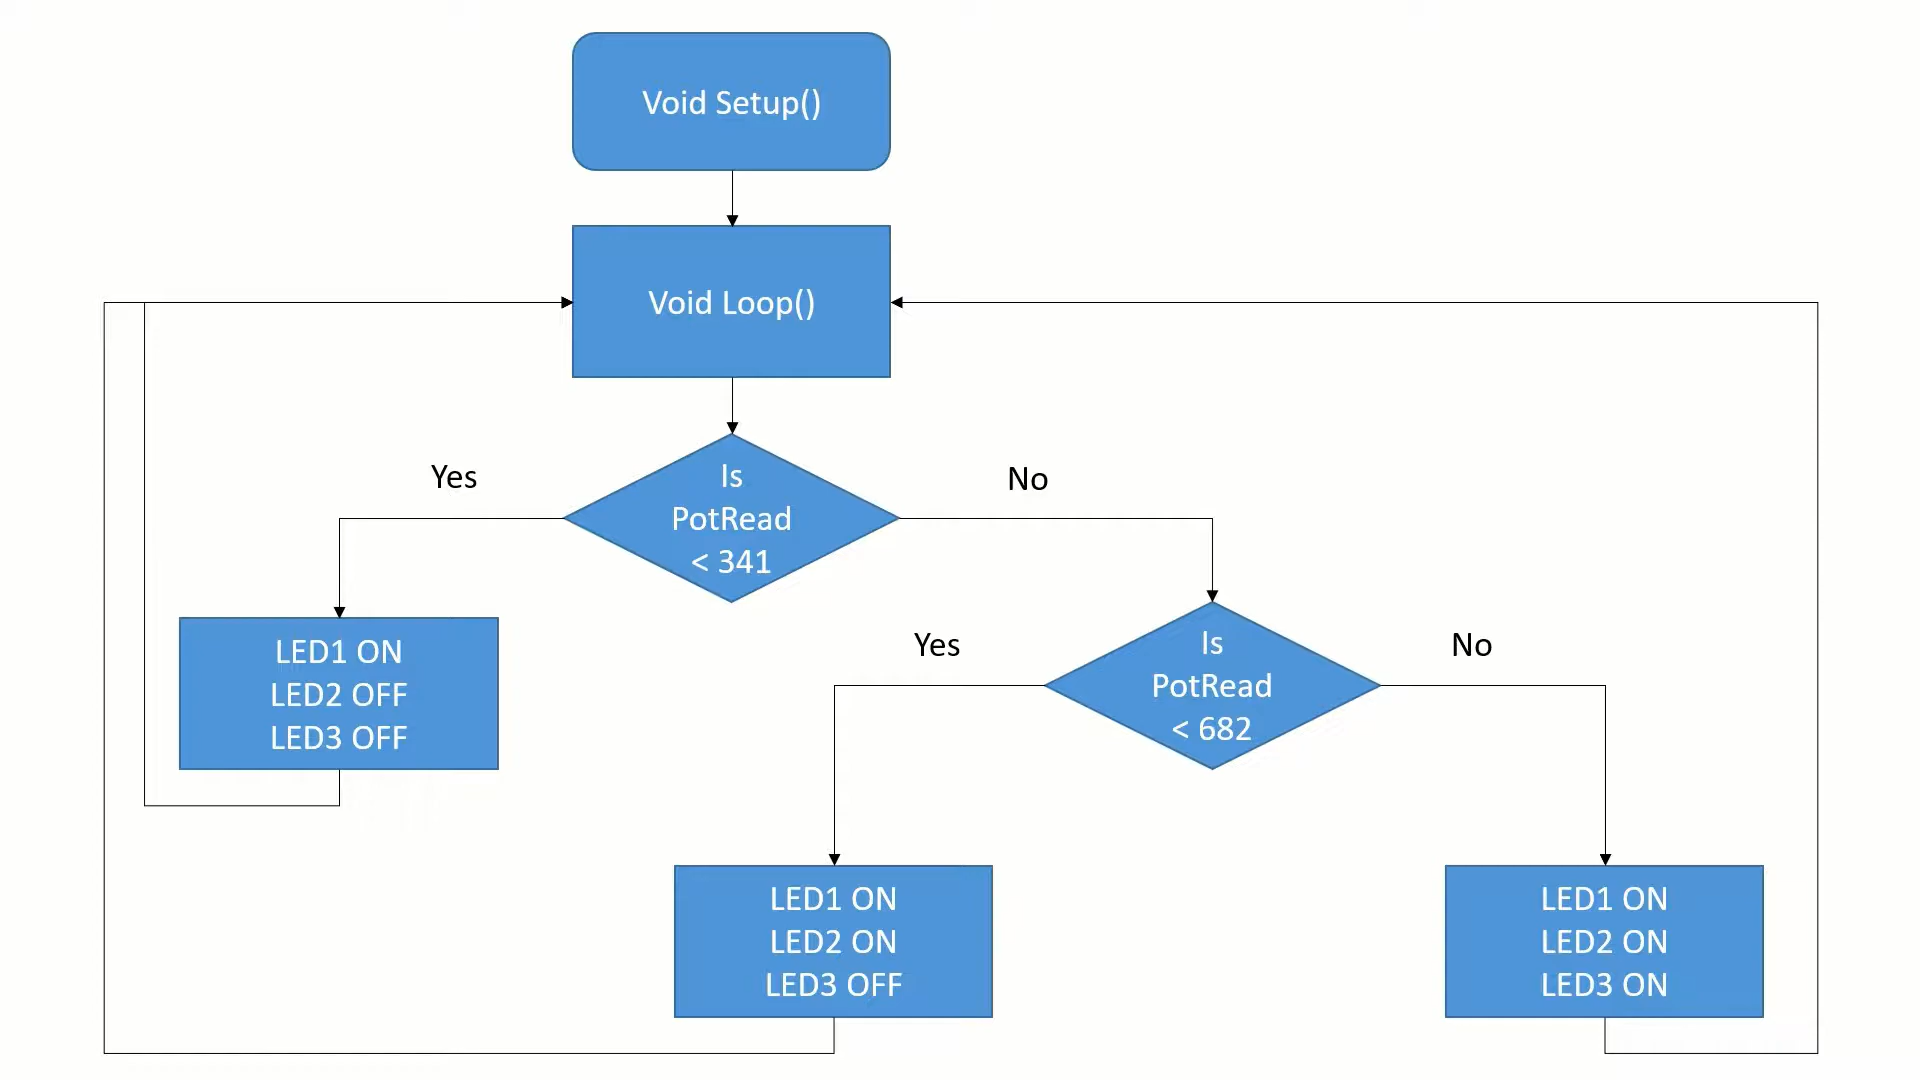 Void Setup()
Void Loop()
Yes
No
Is
PotRead
< 341
LED1 ON
LED2 OFF
LED3 OFF
Yes
No
Is
PotRead
< 682
LED1 ON
LED2 ON
LED3 OFF
LED1 ON
LED2 ON
LED3 ON